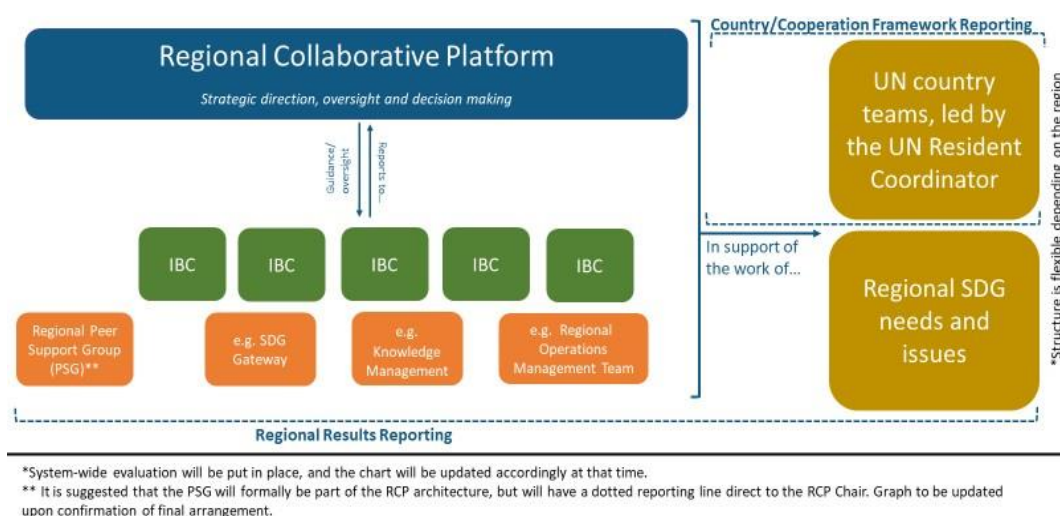 Country/Cooperation Framework Reporting
Regional Collaborative Platform
Strategic direction, oversight and decision making
UN country
teams, led by
the UN Resident
Coordinator
Guidance/
oversight
Reports to...
IBC
IBC
IBC
IBC
IBC
In support of
the work of...
Regional SDG
needs and
issues
Regional Peer
Support Group
(PSG)**
e.g. SDG
Gateway
e.g.
Knowledge
Management
e.g. Regional
Operations
Management Team
*Structure is flexible depending on the region
Regional Results Reporting
*System-wide evaluation will be put in place, and the chart will be updated accordingly at that time.
** It is suggested that the PSG will formally be part of the RCP architecture, but will have a dotted reporting line direct to the RCP Chair. Graph to be updated
upon confirmation of final arrangement.